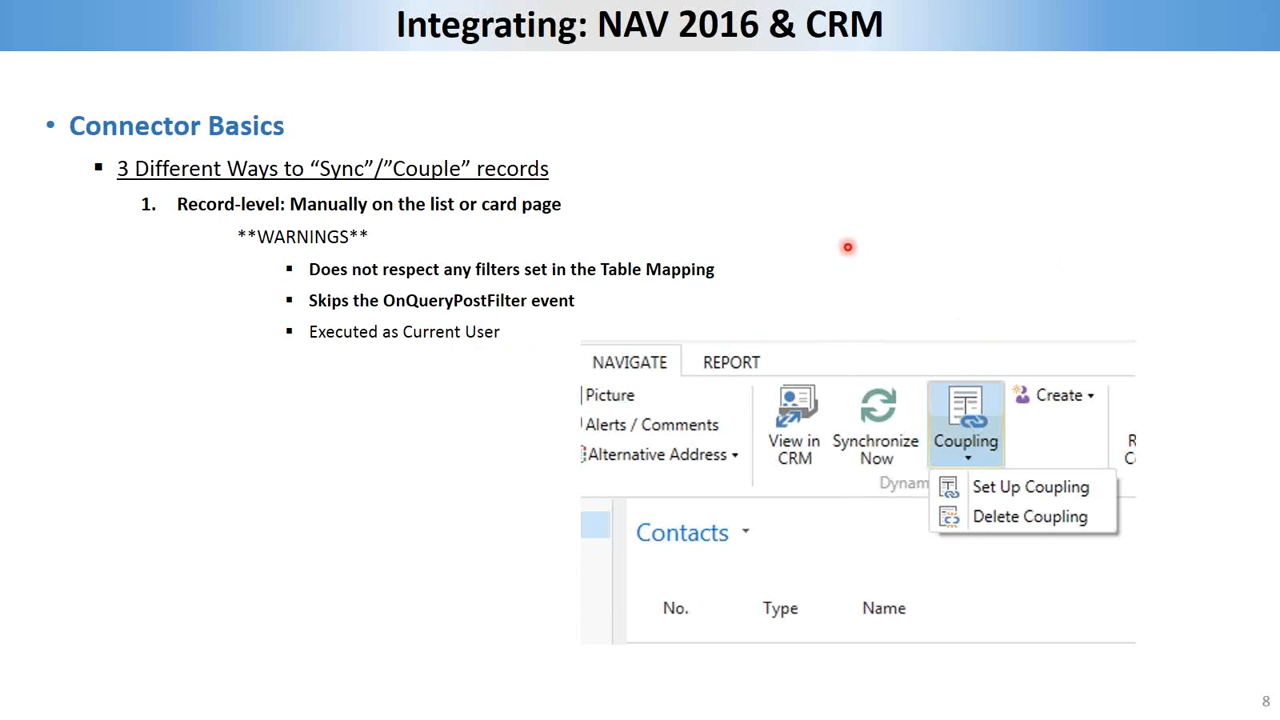 Integrating: NAV 2016 & CRM
• Connector Basics
▪ 3 Different Ways to “Sync”/”Couple” records
1. Record-level: Manually on the list or card page
**WARNINGS**
▪ Does not respect any filters set in the Table Mapping
▪ Skips the OnQueryPostFilter event
▪ Executed as Current User
NAVIGATE REPORT
Picture
Alerts / Comments
Alternative Address
View in CRM
Synchronize Now
Coupling
Create
Dynam
Set Up Coupling
Delete Coupling
Contacts
No. Type Name
8